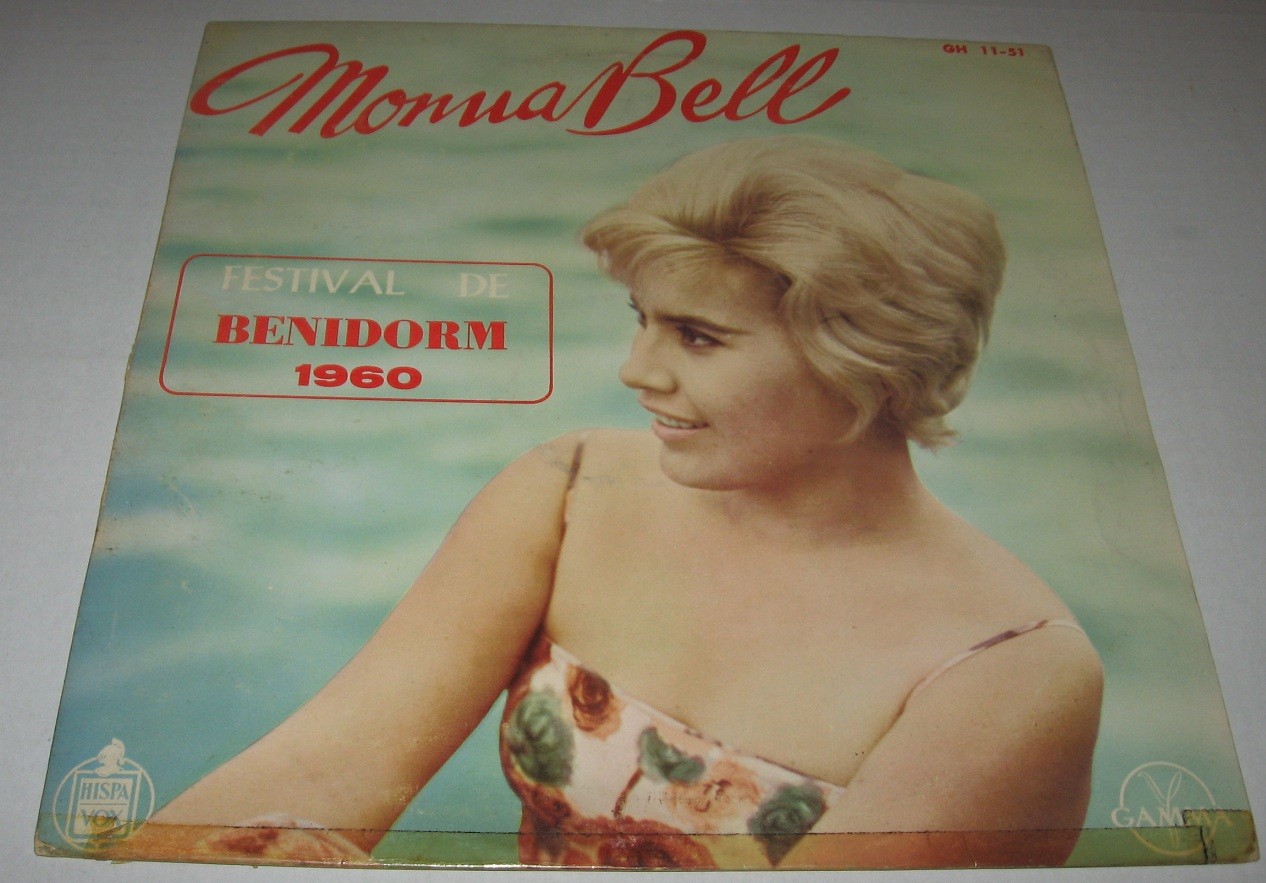 Monna Bell
GH 11-51
FESTIVAL DE
BENIDORM
1960
HISPA
VOX
GAMMA